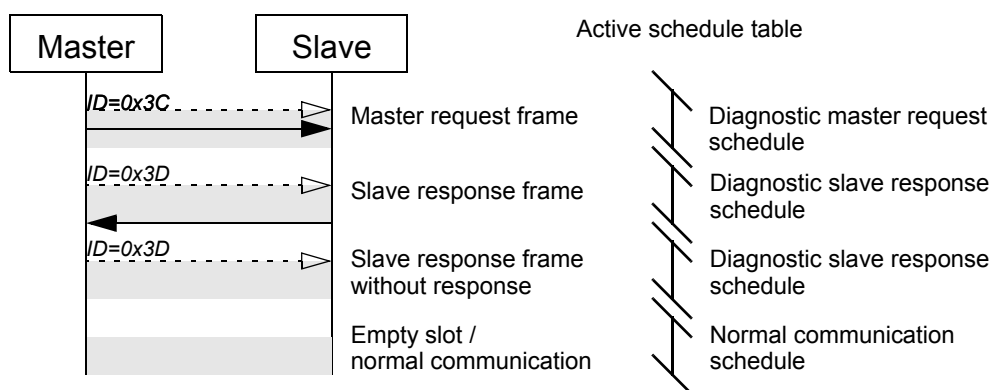 Master
Slave
Active schedule table
ID=0x3C
Master request frame
Diagnostic master request
schedule
ID=0x3D
Slave response frame
Diagnostic slave response
schedule
ID=0x3D
Slave response frame
without response
Diagnostic slave response
schedule
Empty slot /
normal communication
Normal communication
schedule